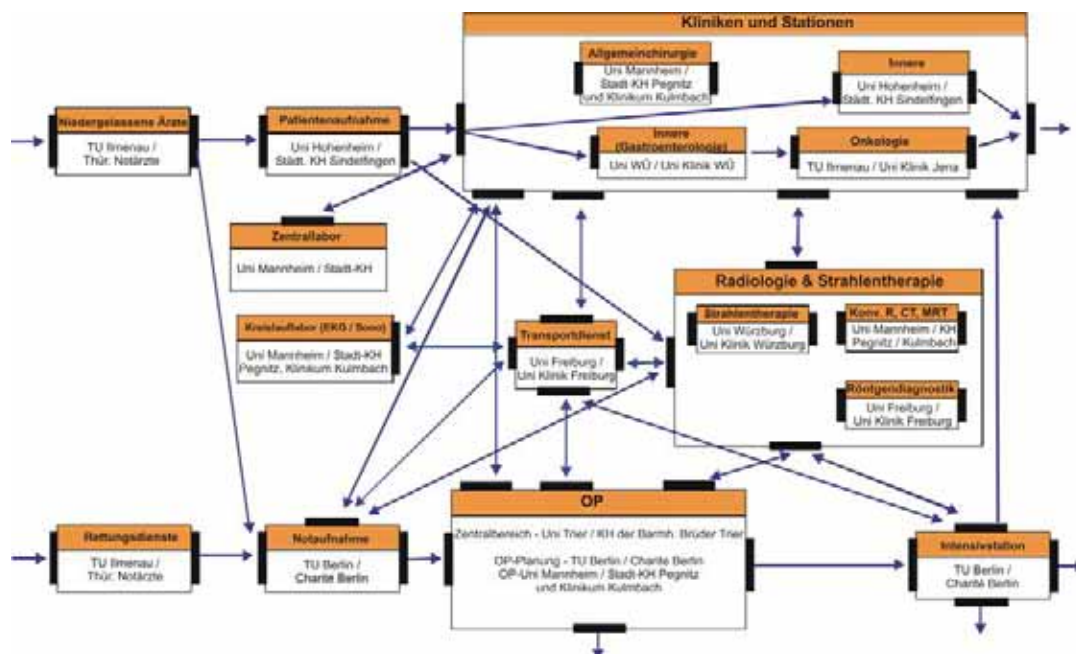 Kliniken und Stationen
Allgemeinchirurgie
Uni Mannheim /
Stadt-KH Pegnitz
und Klinikum Kulmbach
Innere
Uni Hohenheim /
Städt. KH Sindelfingen
Niedergelassene Ärzte
TU Ilmenau /
Thür. Notärzte
Patientenaufnahme
Uni Hohenheim /
Städt. KH Sindelfingen
Innere
(Gastroenterologie)
Uni WÜ / Uni Klinik WÜ
Onkologie
TU Ilmenau / Uni Klinik Jena
Zentrallabor
Uni Mannheim / Stadt-KH
Radiologie & Strahlentherapie
Strahlentherapie
Uni Würzburg /
Uni Klinik Würzburg
Konv. R, CT, MRT
Uni Mannheim / KH
Pegnitz / Kulmbach
Röntgendiagnostik
Uni Freiburg /
Uni Klinik Freiburg
Kreislauflabor (EKG / Sono)
Uni Mannheim / Stadt-KH
Pegnitz, Klinikum Kulmbach
Transportdienst
Uni Freiburg /
Uni Klinik Freiburg
Rettungsdienste
TU Ilmenau /
Thür. Notärzte
Notaufnahme
TU Berlin /
Charite Berlin
OP
Zentralbereich - Uni Trier / KH der Barmh. Brüder Trier
OP-Planung - TU Berlin / Charite Berlin
OP-Uni Mannheim / Stadt-KH Pegnitz
und Klinikum Kulmbach
Intensivstation
TU Berlin /
Charité Berlin